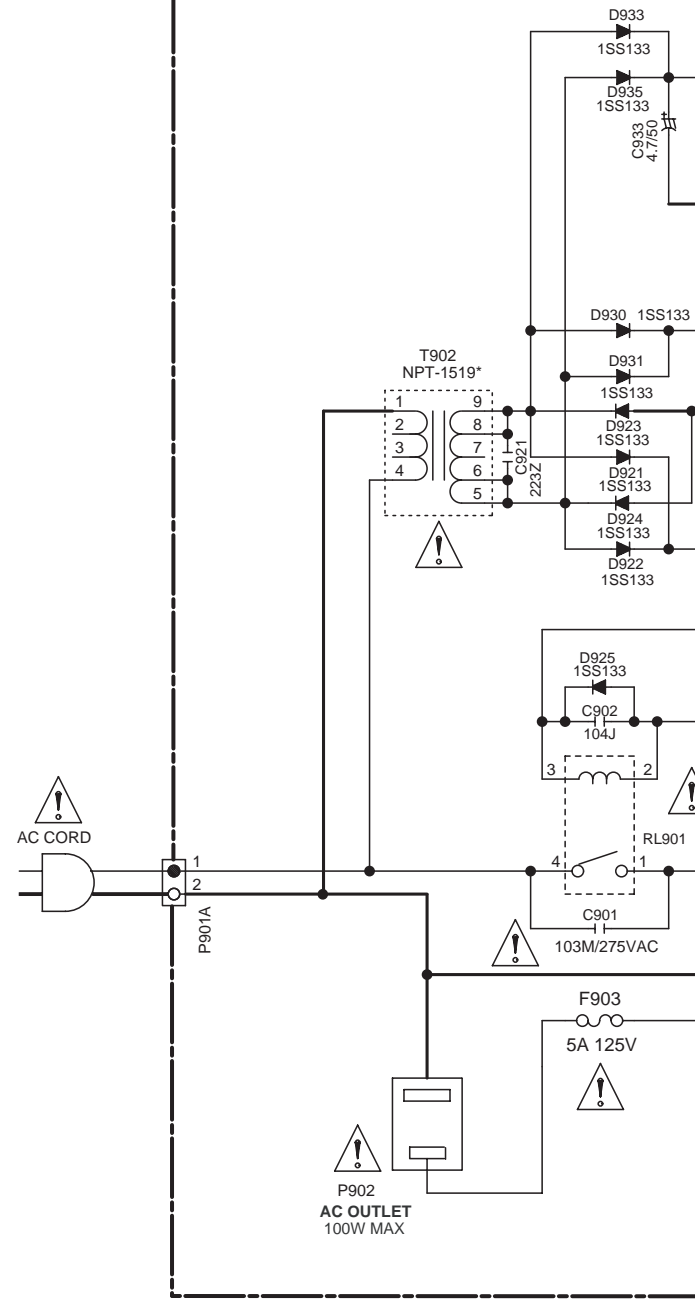 D933
1SS133
D935
1SS133
C933
4.7/50
+
D930 1SS133
T902
NPT-1519*
D931
1SS133
1
2
3
4
9
8
7
6
5
C921
223Z
D923
1SS133
D921
1SS133
D924
1SS133
D922
1SS133
!
D925
1SS133
C902
104J
3
2
!
!
AC CORD
RL901
1
2
4
1
P901A
C901
103M/275VAC
!
F903
5A 125V
!
!
P902
AC OUTLET
100W MAX